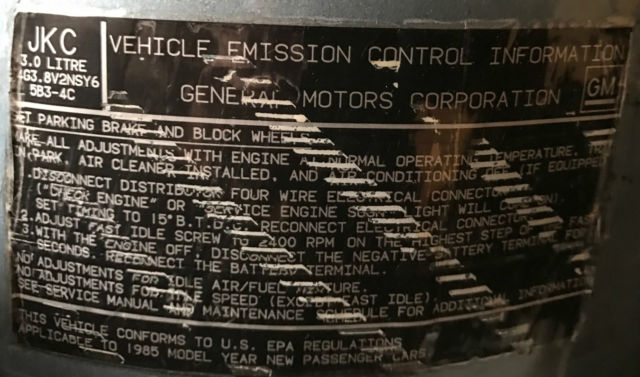 JKC
3.0 LITRE
4G3.8V2NSY6
5B3-4C
VEHICLE EMISSION CONTROL INFORMATION
GENERAL MOTORS CORPORATION
GM
SET PARKING BRAKE AND BLOCK WHEELS.
MAKE ALL ADJUSTMENTS WITH ENGINE AT NORMAL OPERATING TEMPERATURE,
IN PARK, AIR CLEANER INSTALLED, AND AIR CONDITIONING OFF (IF EQUIPPED
1.DISCONNECT DISTRIBUTOR FOUR WIRE ELECTRICAL CONNECTOR
("CHECK ENGINE" OR "SERVICE ENGINE SOON" LIGHT WILL
SET TIMING TO 15° B.T.D.C. RECONNECT ELECTRICAL CONNECTOR.
2.ADJUST FAST IDLE SCREW TO 2400 RPM ON THE HIGHEST STEP OF FAST
3.WITH THE ENGINE OFF, DISCONNECT THE NEGATIVE BATTERY TERMINAL FOR
SECONDS. RECONNECT THE BATTERY TERMINAL.
NO ADJUSTMENTS FOR IDLE AIR/FUEL MIXTURE.
NO ADJUSTMENTS FOR IDLE SPEED (EXCEPT FAST IDLE).
SEE SERVICE MANUAL AND MAINTENANCE SCHEDULE FOR ADDITIONAL INFORMATION
THIS VEHICLE CONFORMS TO U.S. EPA REGULATIONS
APPLICABLE TO 1985 MODEL YEAR NEW PASSENGER CARS